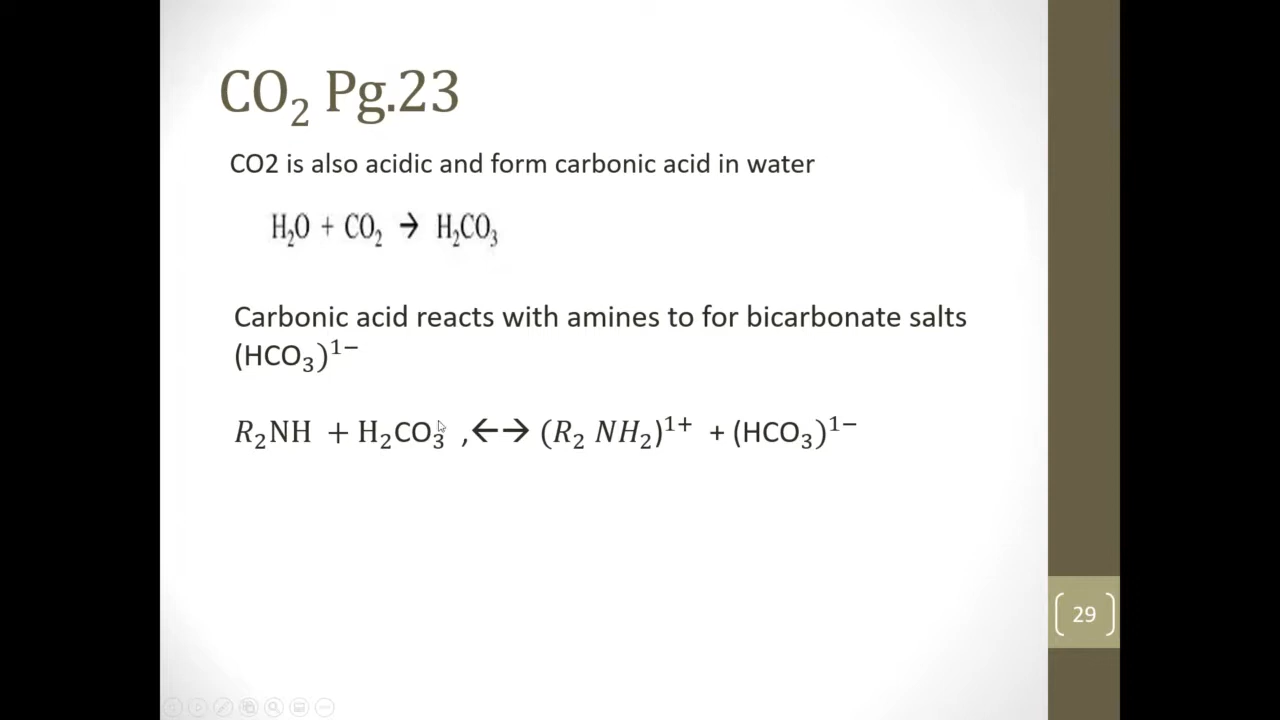 CO₂ Pg.23
CO2 is also acidic and form carbonic acid in water
H₂O + CO₂ → H₂CO₃
Carbonic acid reacts with amines to for bicarbonate salts
(HCO₃)¹⁻
R₂NH + H₂CO₃ ,←→ (R₂ NH₂)¹⁺ + (HCO₃)¹⁻
29